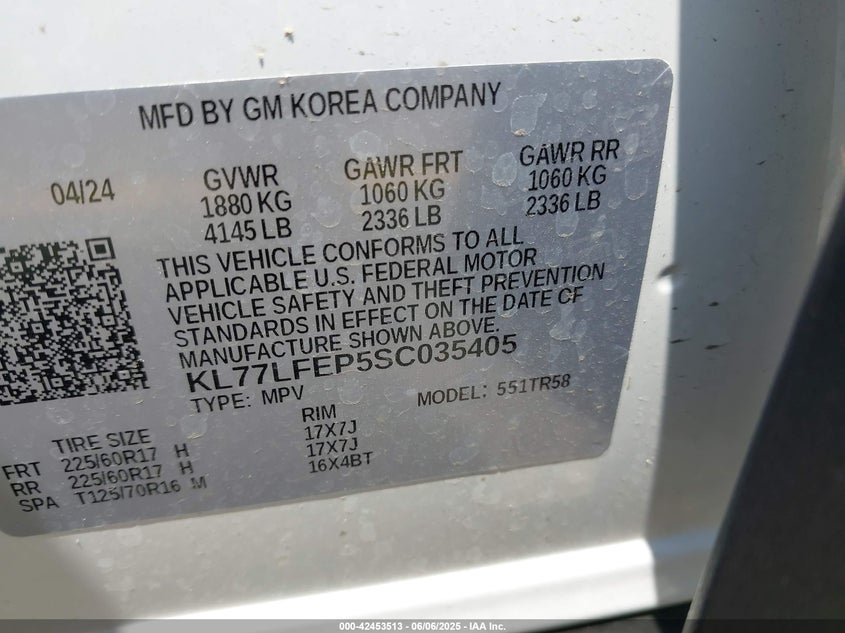 MFD BY GM KOREA COMPANY
04/24 GVWR GAWR FRT GAWR RR
1880 KG 1060 KG 1060 KG
4145 LB 2336 LB 2336 LB
THIS VEHICLE CONFORMS TO ALL
APPLICABLE U.S. FEDERAL MOTOR
VEHICLE SAFETY AND THEFT PREVENTION
STANDARDS IN EFFECT ON THE DATE OF
MANUFACTURE SHOWN ABOVE.
KL77LFEP5SC035405
TYPE: MPV MODEL: 551TR58
TIRE SIZE RIM
FRT 225/60R17 H 17X7J
RR 225/60R17 H 17X7J
SPA T125/70R16 M 16X4BT
000-42453513 - 06/06/2025 - IAA Inc.